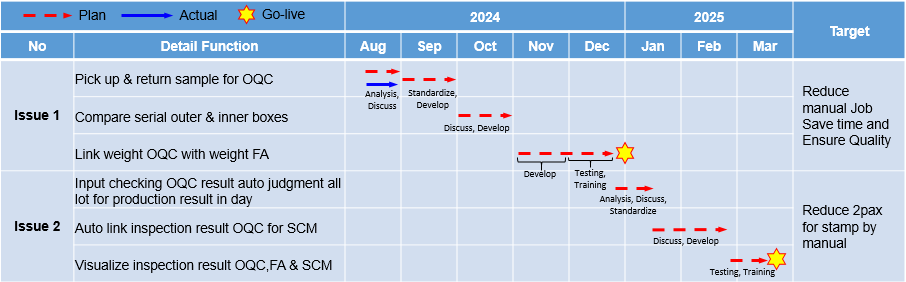 Plan Actual Go-live
2024 2025 Target
No Detail Function Aug Sep Oct Nov Dec Jan Feb Mar
Issue 1
Pick up & return sample for OQC
Analysis,
Discuss
Standardize,
Develop
Compare serial outer & inner boxes
Discuss, Develop
Link weight OQC with weight FA
Develop
Testing,
Training
Reduce
manual Job
Save time and
Ensure Quality
Issue 2
Input checking OQC result auto judgment all
lot for production result in day
Analysis, Discuss,
Standardize
Auto link inspection result OQC for SCM
Discuss, Develop
Visualize inspection result OQC,FA & SCM
Testing, Training
Reduce 2pax
for stamp by
manual